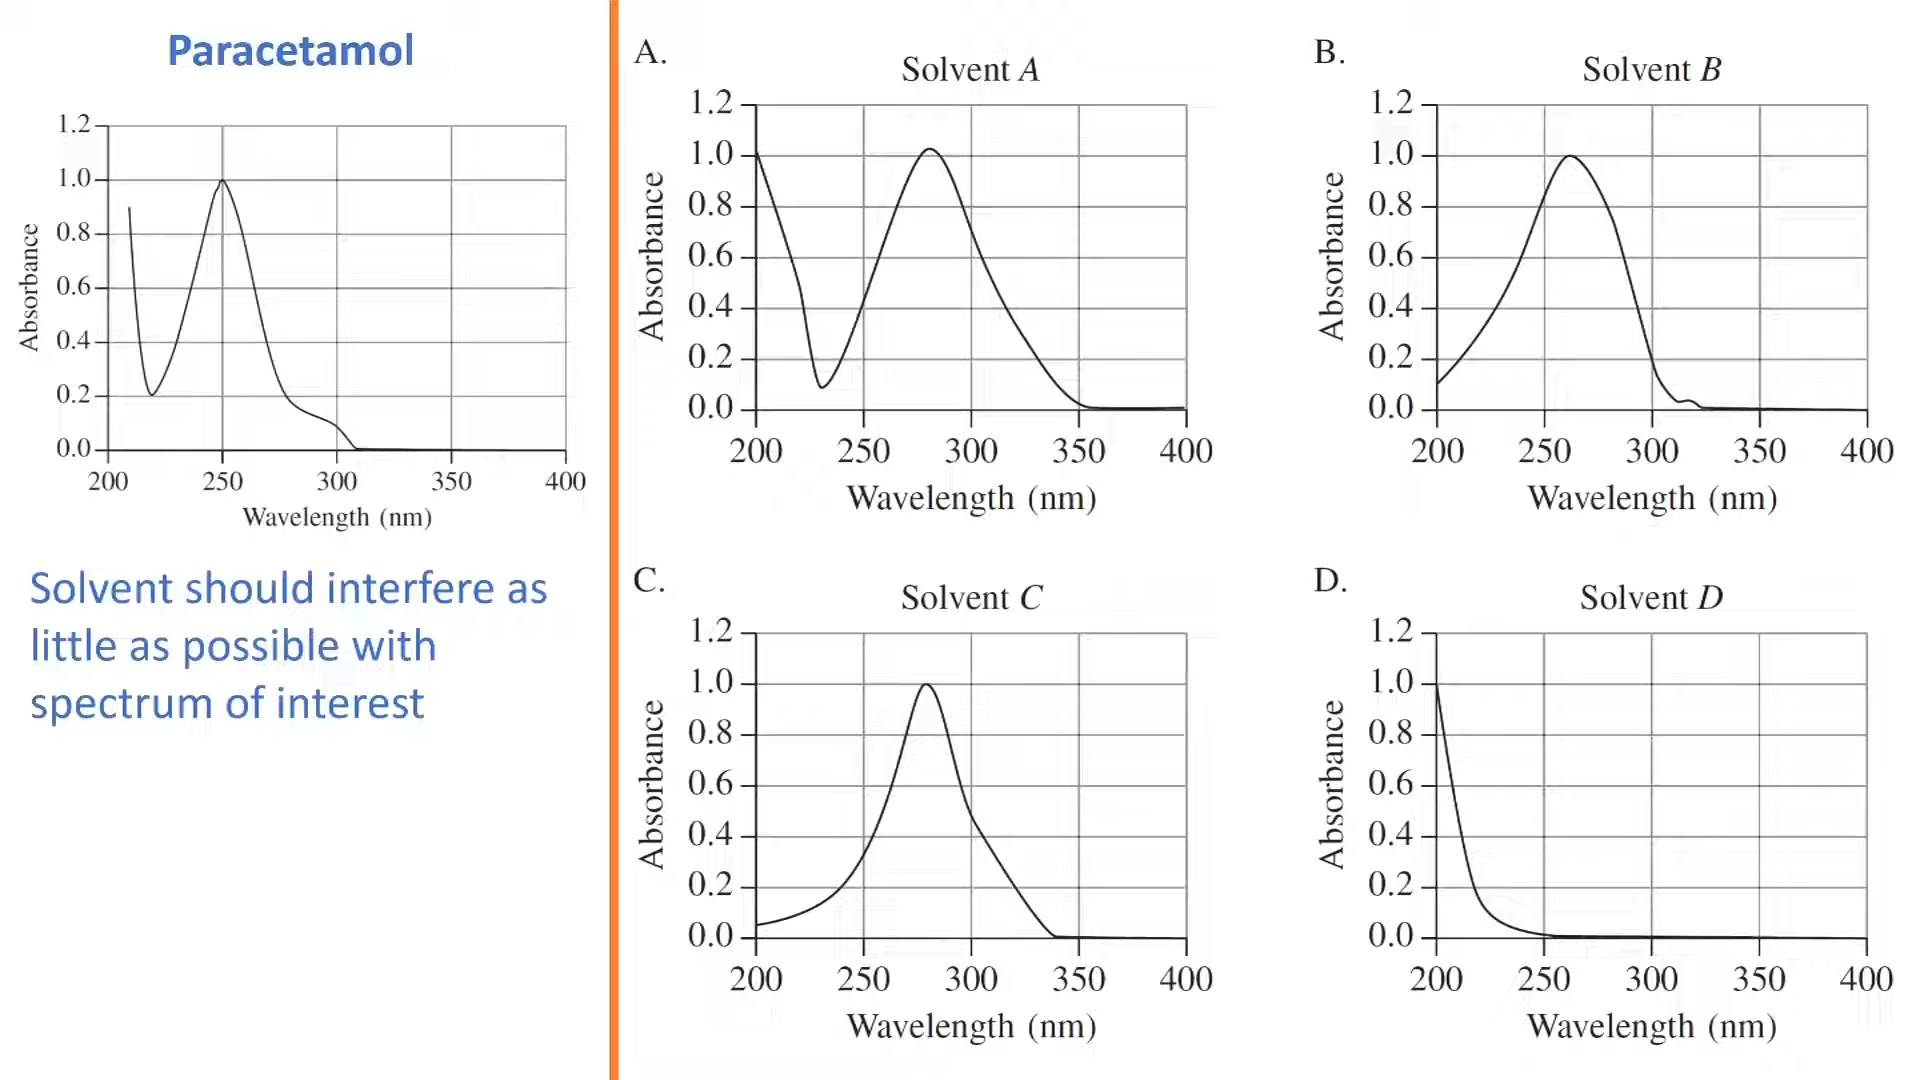 Paracetamol
1.2
1.0
0.8
0.6
0.4
0.2
0.0
Absorbance
200 250 300 350 400
Wavelength (nm)
Solvent should interfere as
little as possible with
spectrum of interest
A.
Solvent A
1.2
1.0
0.8
0.6
0.4
0.2
0.0
Absorbance
200 250 300 350 400
Wavelength (nm)
B.
Solvent B
1.2
1.0
0.8
0.6
0.4
0.2
0.0
Absorbance
200 250 300 350 400
Wavelength (nm)
C.
Solvent C
1.2
1.0
0.8
0.6
0.4
0.2
0.0
Absorbance
200 250 300 350 400
Wavelength (nm)
D.
Solvent D
1.2
1.0
0.8
0.6
0.4
0.2
0.0
Absorbance
200 250 300 350 400
Wavelength (nm)